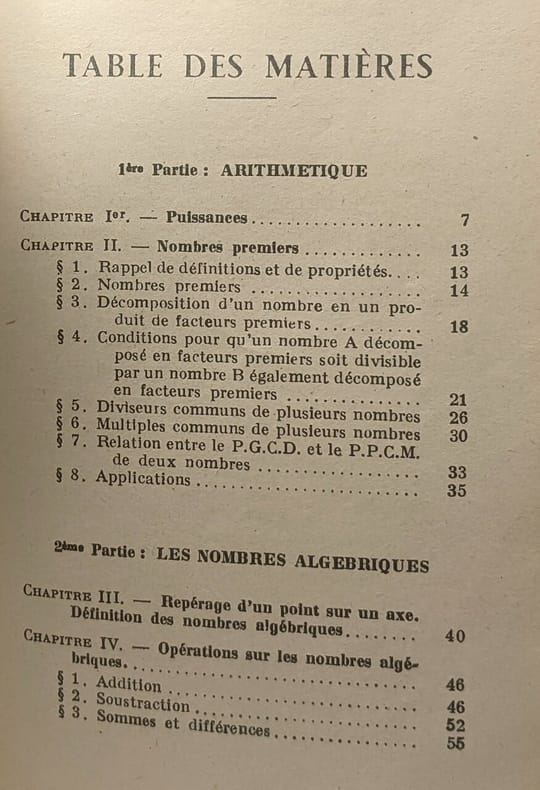 TABLE DES MATIÈRES
1ère Partie : ARITHMETIQUE
CHAPITRE Ier. — Puissances.................... 7
CHAPITRE II. — Nombres premiers ............. 13
§ 1. Rappel de définitions et de propriétés.... 13
§ 2. Nombres premiers .................. 14
§ 3. Décomposition d'un nombre en un pro-
duit de facteurs premiers........... 18
§ 4. Conditions pour qu'un nombre A décom-
posé en facteurs premiers soit divisible
par un nombre B également décomposé
en facteurs premiers .............. 21
§ 5. Diviseurs communs de plusieurs nombres 26
§ 6. Multiples communs de plusieurs nombres 30
§ 7. Relation entre le P.G.C.D. et le P.P.C.M.
de deux nombres ................. 33
§ 8. Applications ....................... 35
2ème Partie : LES NOMBRES ALGEBRIQUES
CHAPITRE III. — Repérage d'un point sur un axe.
Définition des nombres algébriques........ 40
CHAPITRE IV. — Opérations sur les nombres algé-
briques. ............................... 46
§ 1. Addition .......................... 46
§ 2. Soustraction ....................... 52
§ 3. Sommes et différences............... 55